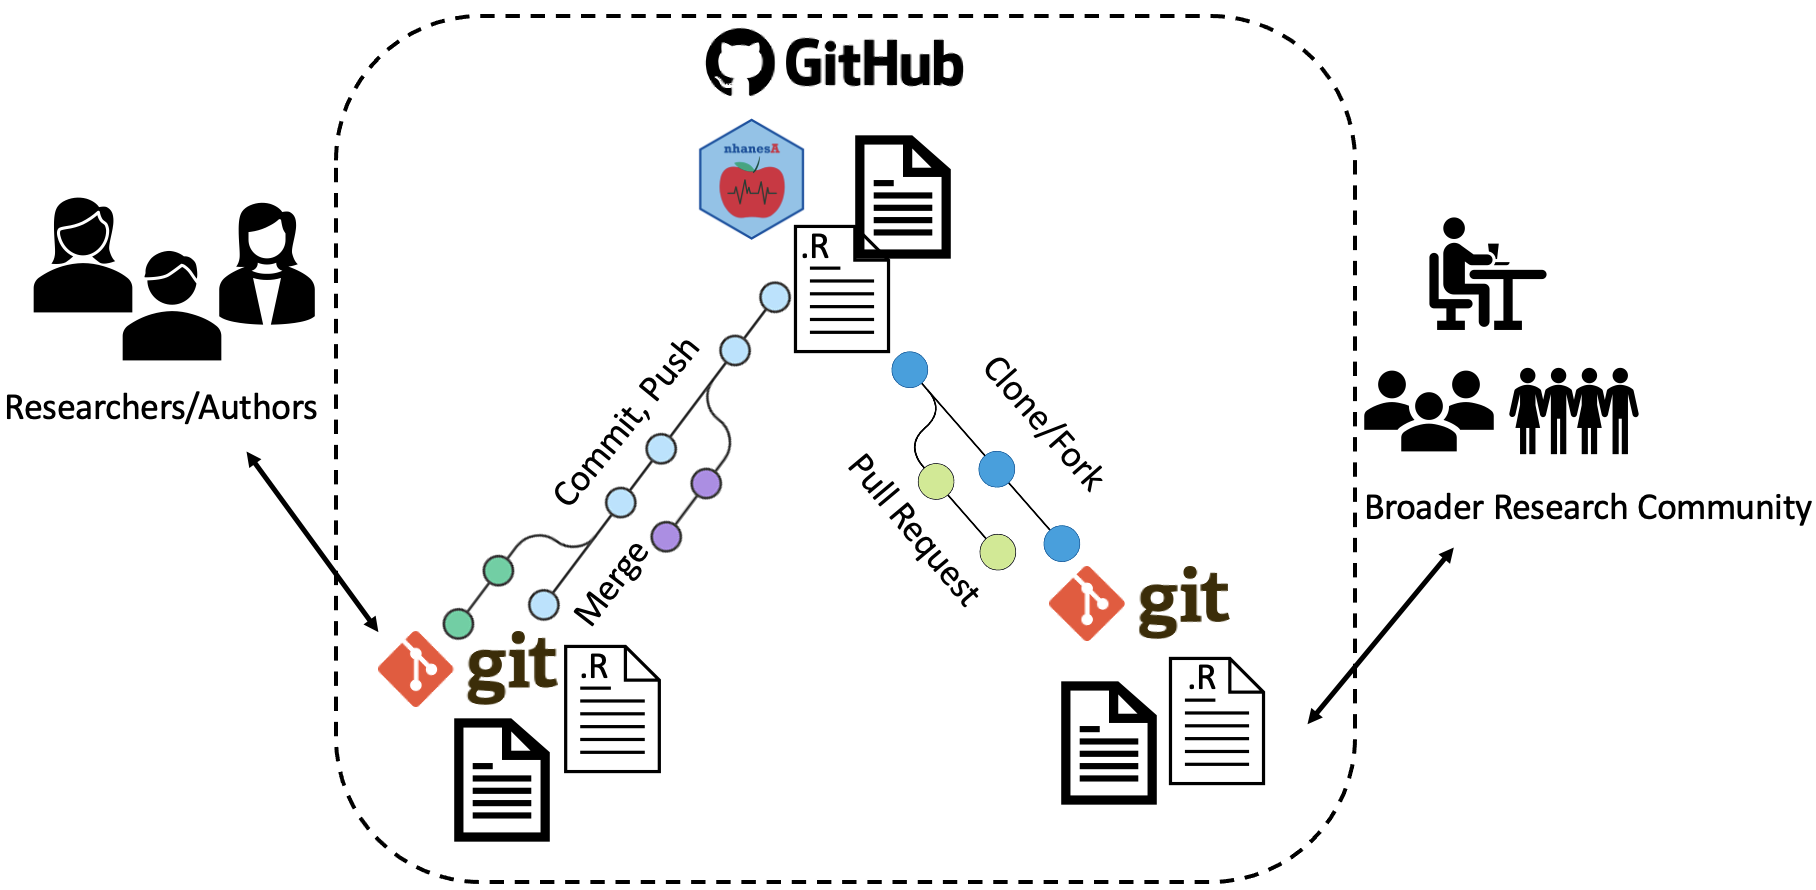 GitHub
nhanesA
.R
Researchers/Authors
Commit, Push
Merge
Clone/Fork
Pull Request
Broader Research Community
git
.R
git
.R